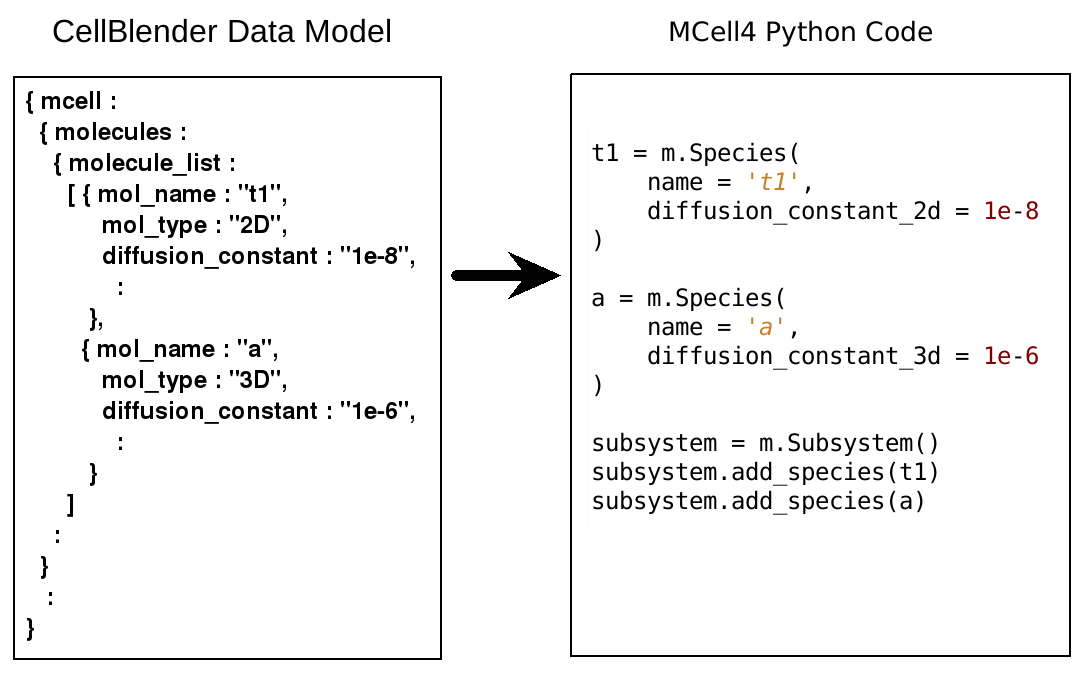 CellBlender Data Model
{ mcell :
{ molecules :
{ molecule_list :
[ { mol_name : "t1",
mol_type : "2D",
diffusion_constant : "1e-8",
:
},
{ mol_name : "a",
mol_type : "3D",
diffusion_constant : "1e-6",
:
}
]
:
}
:
}
MCell4 Python Code
t1 = m.Species(
name = 't1',
diffusion_constant_2d = 1e-8
)
a = m.Species(
name = 'a',
diffusion_constant_3d = 1e-6
)
subsystem = m.Subsystem()
subsystem.add_species(t1)
subsystem.add_species(a)